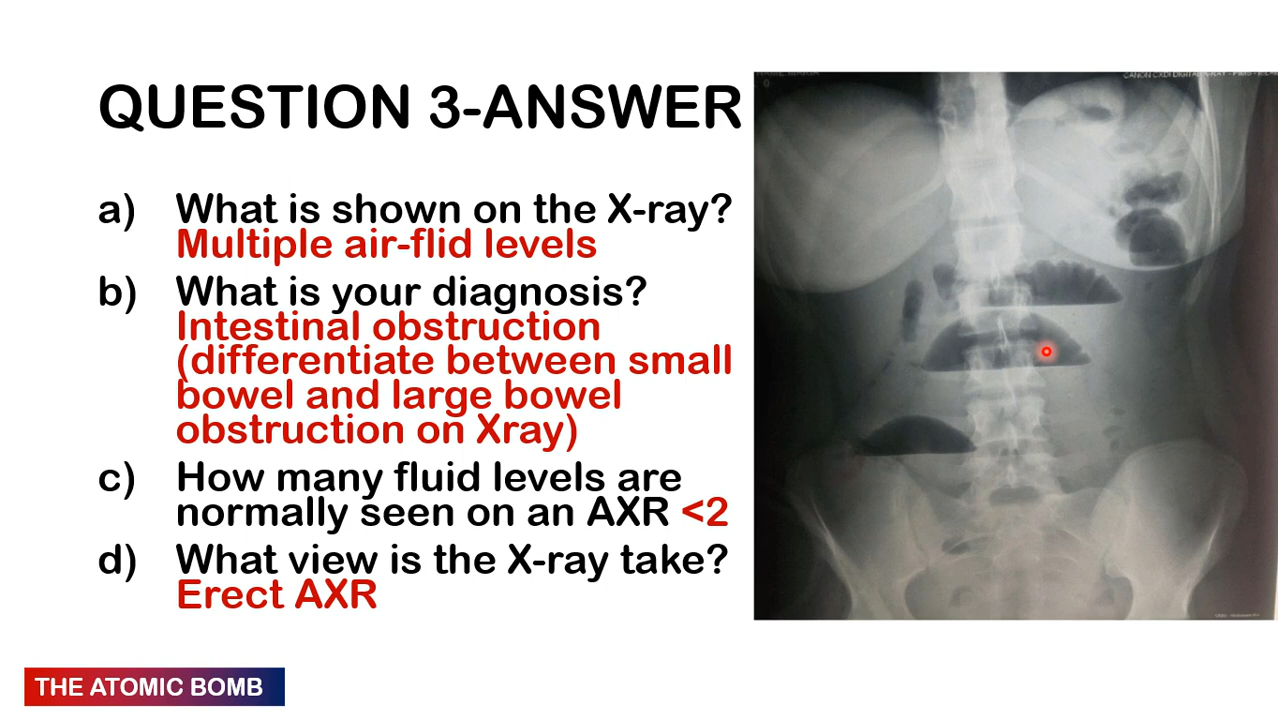 QUESTION 3-ANSWER
a) What is shown on the X-ray?
Multiple air-flid levels
b) What is your diagnosis?
Intestinal obstruction
(differentiate between small
bowel and large bowel
obstruction on Xray)
c) How many fluid levels are
normally seen on an AXR <2
d) What view is the X-ray take?
Erect AXR
THE ATOMIC BOMB